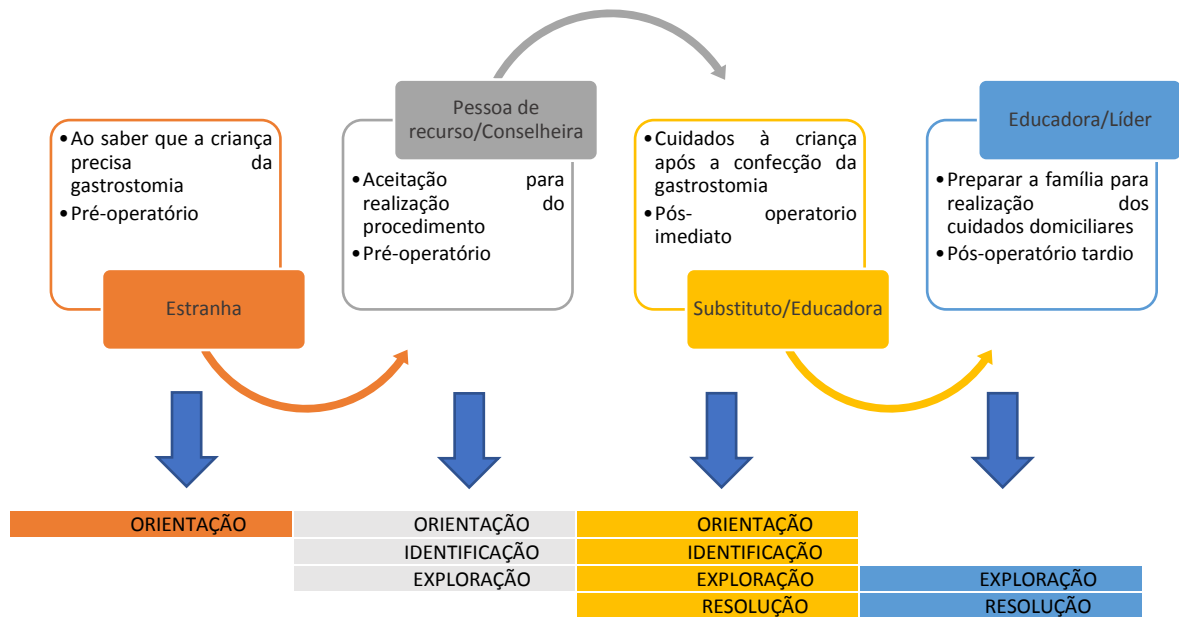 •Ao saber que a criança
precisa da
gastrostomia
•Pré-operatório
Estranha
Pessoa de
recurso/Conselheira
•Aceitação para
realização do
procedimento
•Pré-operatório
•Cuidados à criança
após a confecção da
gastrostomia
•Pós- operatorio
imediato
Substituto/Educadora
Educadora/Líder
•Preparar a família para
realização dos
cuidados domiciliares
•Pós-operatório tardio
ORIENTAÇÃO ORIENTAÇÃO ORIENTAÇÃO
IDENTIFICAÇÃO IDENTIFICAÇÃO
EXPLORAÇÃO EXPLORAÇÃO EXPLORAÇÃO
RESOLUÇÃO RESOLUÇÃO